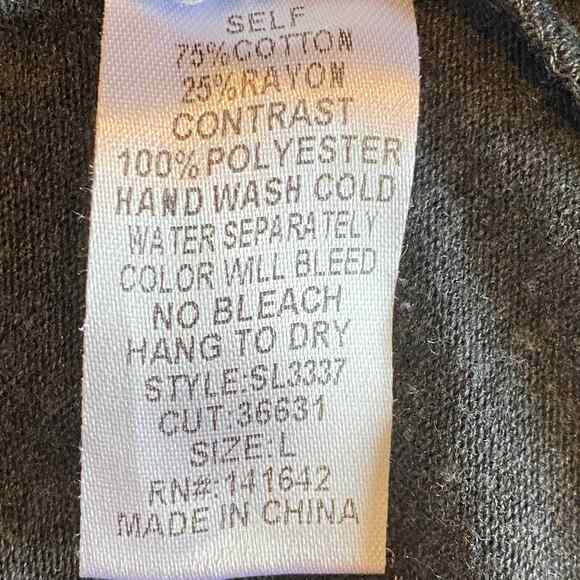 SELF
75%COTTON
25%RAYON
CONTRAST
100%POLYESTER
HAND WASH COLD
WATER SEPARATELY
COLOR WILL BLEED
NO BLEACH
HANG TO DRY
STYLE:SL3337
CUT:36631
SIZE:L
RN#:141642
MADE IN CHINA